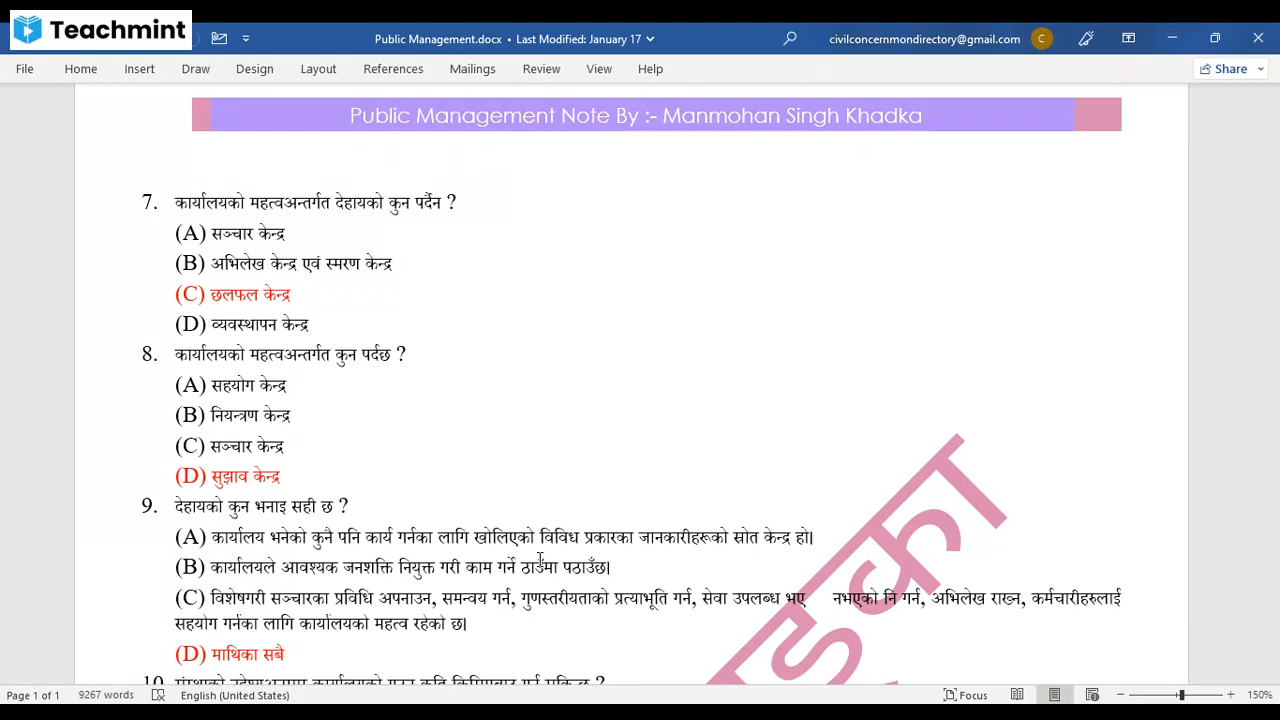 Teachmint
Public Management.docx • Last Modified: January 17
civilconcernmondirectory@gmail.com
C
File Home Insert Draw Design Layout References Mailings Review View Help Share
Public Management Note By :- Manmohan Singh Khadka
7. कार्यालयको महत्वअन्तर्गत देहायको कुन पर्दैन ?
(A) सञ्चार केन्द्र
(B) अभिलेख केन्द्र एवं स्मरण केन्द्र
(C) छलफल केन्द्र
(D) व्यवस्थापन केन्द्र
8. कार्यालयको महत्वअन्तर्गत कुन पर्दछ ?
(A) सहयोग केन्द्र
(B) नियन्त्रण केन्द्र
(C) सञ्चार केन्द्र
(D) सुझाव केन्द्र
9. देहायको कुन भनाइ सही छ ?
(A) कार्यालय भनेको कुनै पनि कार्य गर्नका लागि खोलिएको विविध प्रकारका जानकारीहरूको स्रोत केन्द्र हो।
(B) कार्यालयले आवश्यक जनशक्ति नियुक्त गरी काम गर्ने ठाउँमा पठाउँछ।
(C) विशेषगरी सञ्चारका प्रविधि अपनाउन, समन्वय गर्न, गुणस्तरीयताको प्रत्याभूति गर्न, सेवा उपलब्ध भए नभएको नि गर्न, अभिलेख राख्न, कर्मचारीहरुलाई
सहयोग गर्नका लागि कार्यालयको महत्व रहेको छ।
(D) माथिका सबै
10.
Page 1 of 1 9267 words English (United States) Focus 150%